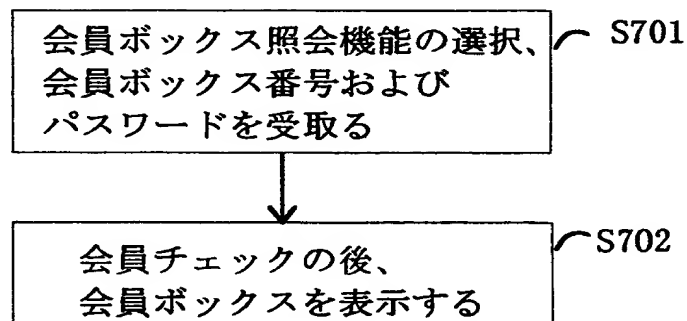 会員ボックス照会機能の選択、
会員ボックス番号および
パスワードを受取る
S701
会員チェックの後、
会員ボックスを表示する
S702